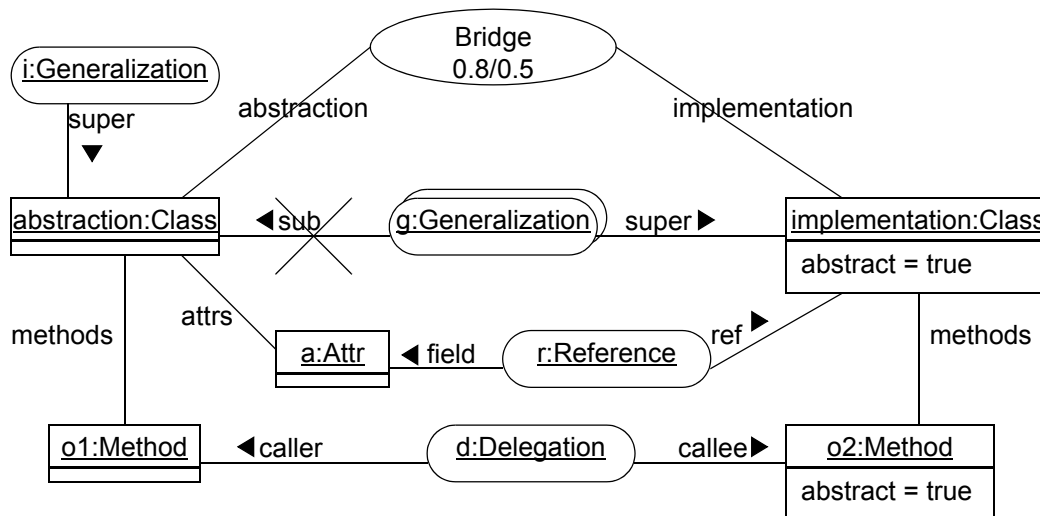 Bridge
0.8/0.5
i:Generalization
super
abstraction
implementation
abstraction:Class
sub
g:Generalization
super
implementation:Class
abstract = true
methods
attrs
a:Attr
field
r:Reference
ref
methods
o1:Method
caller
d:Delegation
callee
o2:Method
abstract = true